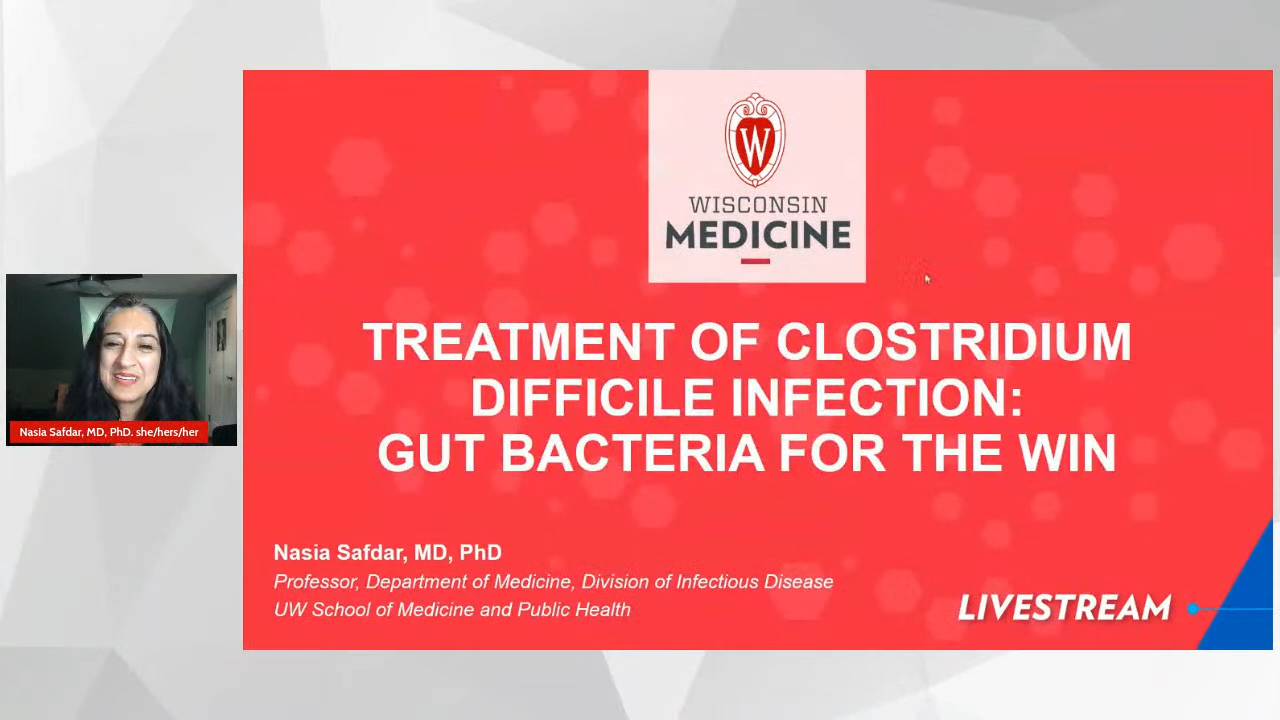 W
WISCONSIN
MEDICINE
TREATMENT OF CLOSTRIDIUM
DIFFICILE INFECTION:
GUT BACTERIA FOR THE WIN
Nasia Safdar, MD, PhD. she/hers/her
Nasia Safdar, MD, PhD
Professor, Department of Medicine, Division of Infectious Disease
UW School of Medicine and Public Health
LIVESTREAM